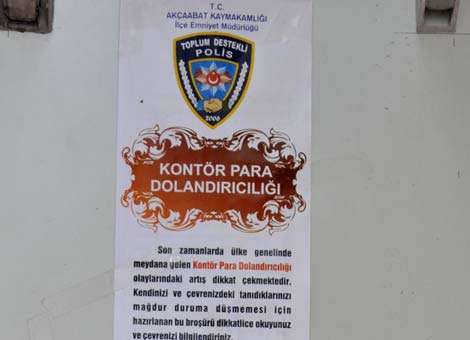 T.C.
AKÇAABAT KAYMAKAMLIĞI
İlçe Emniyet Müdürlüğü
TOPLUM DESTEKLİ
POLİS
2006
KONTÖR PARA
DOLANDIRICILIĞI
Son zamanlarda ülke genelinde
meydana gelen Kontör Para Dolandırıcılığı
olaylarındaki artış dikkat çekmektedir.
Kendinizi ve çevrenizdeki tanıdıklarınızı
mağdur duruma düşmemesi için
hazırlanan bu broşürü dikkatlice okuyunuz
ve çevrenizi bilgilendiriniz.